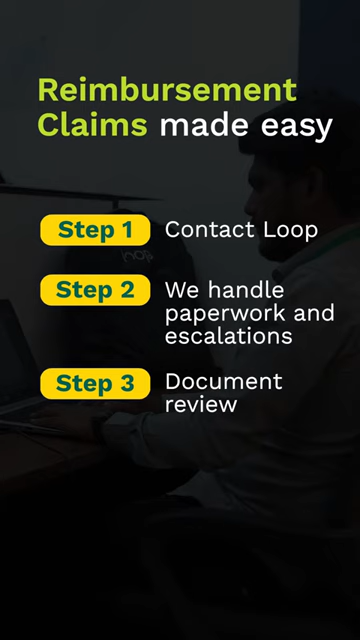 Reimbursement
Claims made easy
Step 1 Contact Loop
Step 2 We handle
paperwork and
escalations
Step 3 Document
review